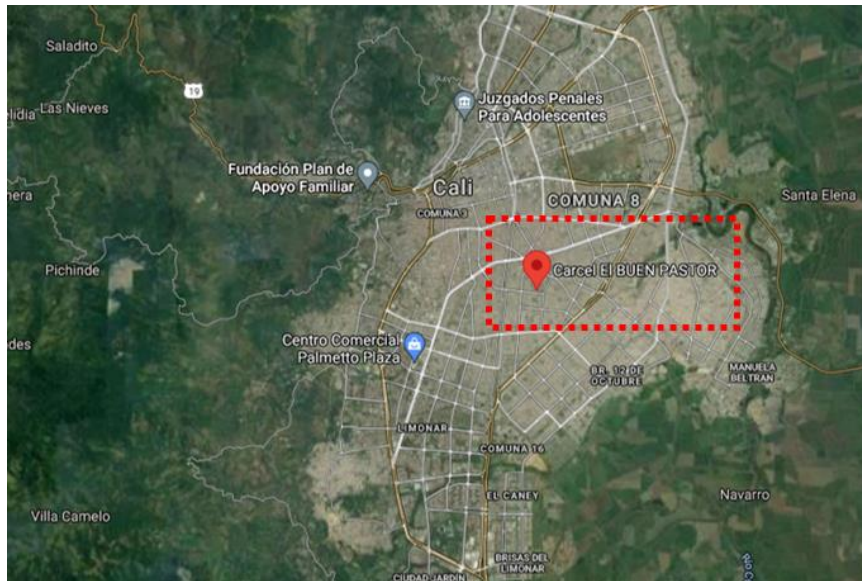 Saladito
19
Las Nieves
Juzgados Penales
Para Adolescentes
Fundación Plan de
Apoyo Familiar
Cali
COMUNA 3
COMUNA 8
Santa Elena
Pichinde
Carcel El BUEN PASTOR
Centro Comercial
Palmetto Plaza
BR. 12 DE
OCTUBRE
MANUELA
BELTRAN
LIMONAR
COMUNA 16
EL CANEY
Navarro
Villa Camelo
BRISAS DEL
LIMONAR
CIUDAD JARDÍN